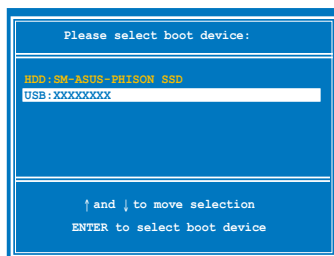 Please select boot device:
HDD:SM-ASUS-PHISON SSD
USB:XXXXXXXX
↑and ↓to move selection
ENTER to select boot device